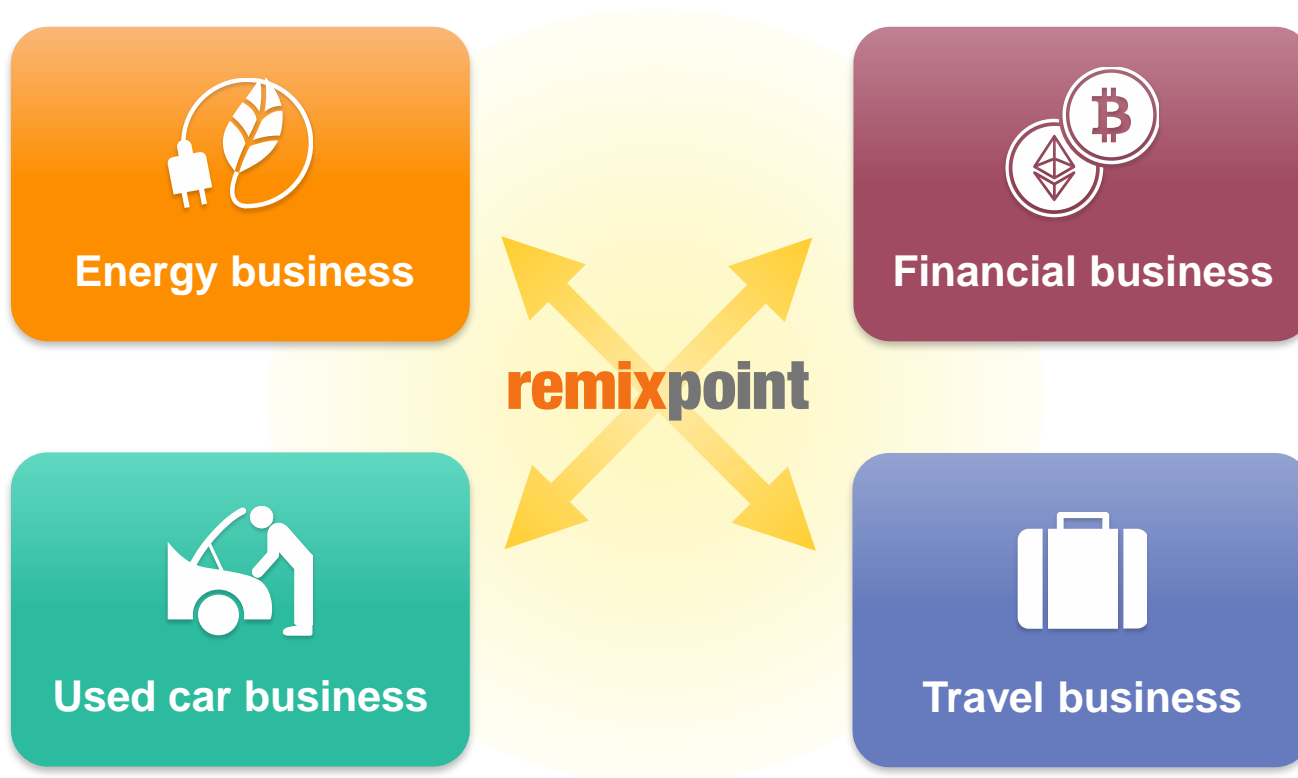 Energy business
Financial business
remixpoint
Used car business
Travel business